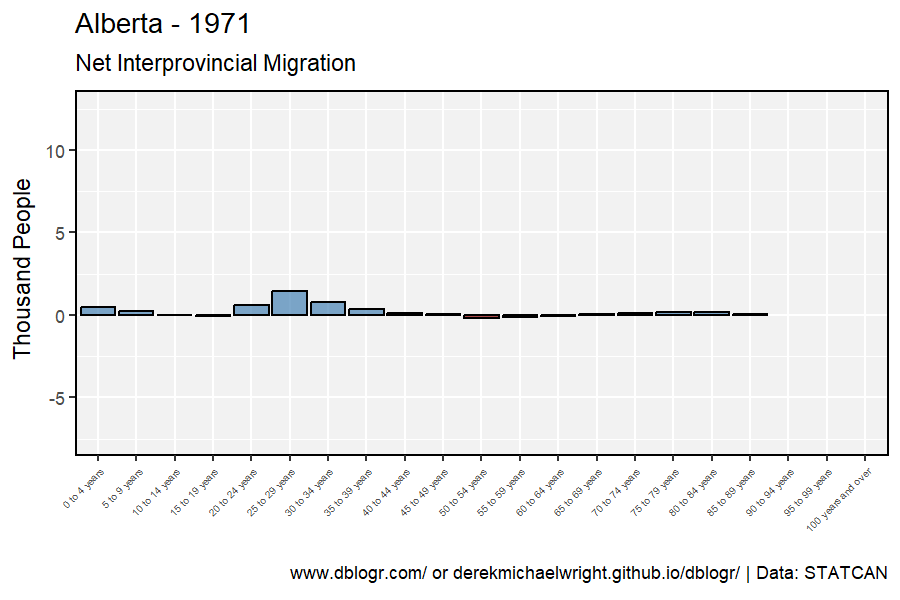 Alberta - 1971
Net Interprovincial Migration
Thousand People
10
5
0
-5
0 to 4 years
5 to 9 years
10 to 14 years
15 to 19 years
20 to 24 years
25 to 29 years
30 to 34 years
35 to 39 years
40 to 44 years
45 to 49 years
50 to 54 years
55 to 59 years
60 to 64 years
65 to 69 years
70 to 74 years
75 to 79 years
80 to 84 years
85 to 89 years
90 to 94 years
95 to 99 years
100 years and over
www.dblogr.com/ or derekmichaelwright.github.io/dblogr/ | Data: STATCAN